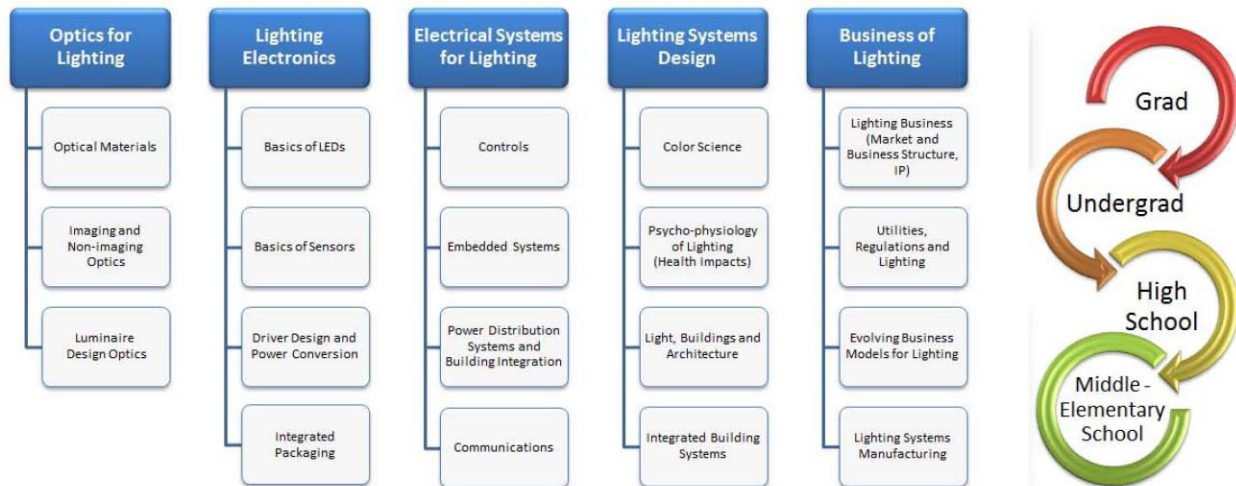 Optics for
Lighting
Optical Materials
Imaging and
Non-imaging
Optics
Luminaire
Design Optics
Lighting
Electronics
Basics of LEDs
Basics of Sensors
Driver Design and
Power Conversion
Integrated
Packaging
Electrical Systems
for Lighting
Controls
Embedded Systems
Power Distribution
Systems and
Building Integration
Communications
Lighting Systems
Design
Color Science
Psycho-physiology
of Lighting
(Health Impacts)
Light, Buildings and
Architecture
Integrated Building
Systems
Business of
Lighting
Lighting Business
(Market and
Business Structure,
IP)
Utilities,
Regulations and
Lighting
Evolving Business
Models for Lighting
Lighting Systems
Manufacturing
Grad
Undergrad
High
School
Middle -
Elementary
School